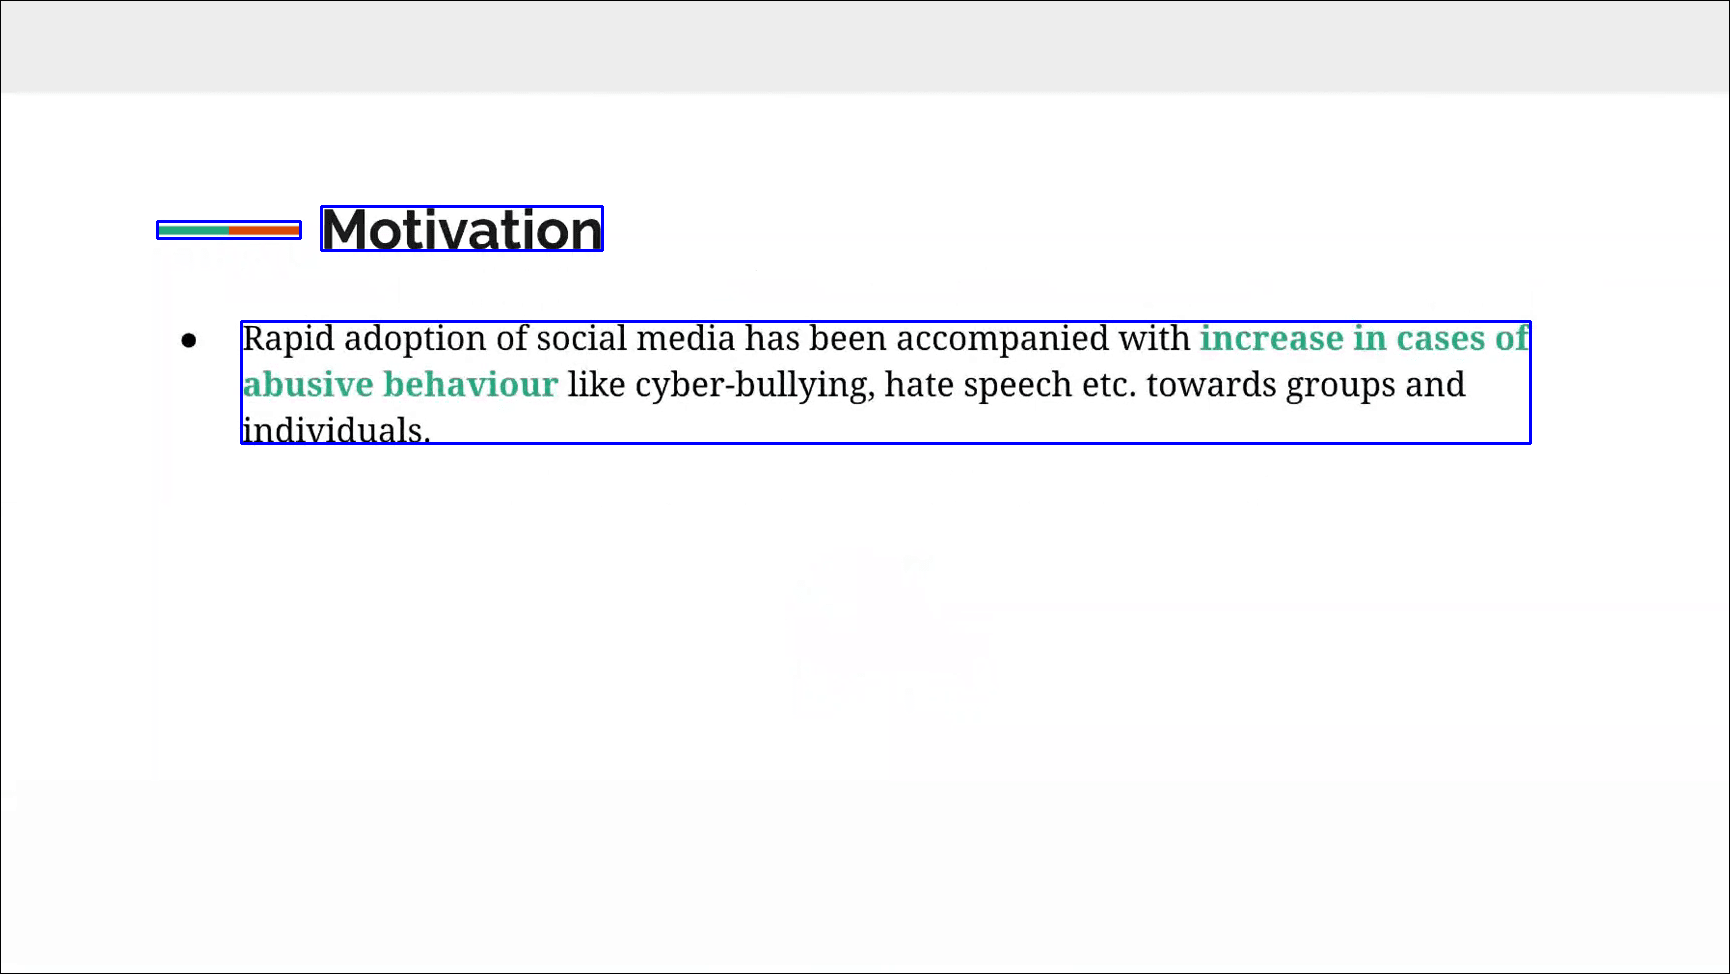 Motivation
● Rapid adoption of social media has been accompanied with increase in cases of
abusive behaviour like cyber-bullying, hate speech etc. towards groups and
individuals.